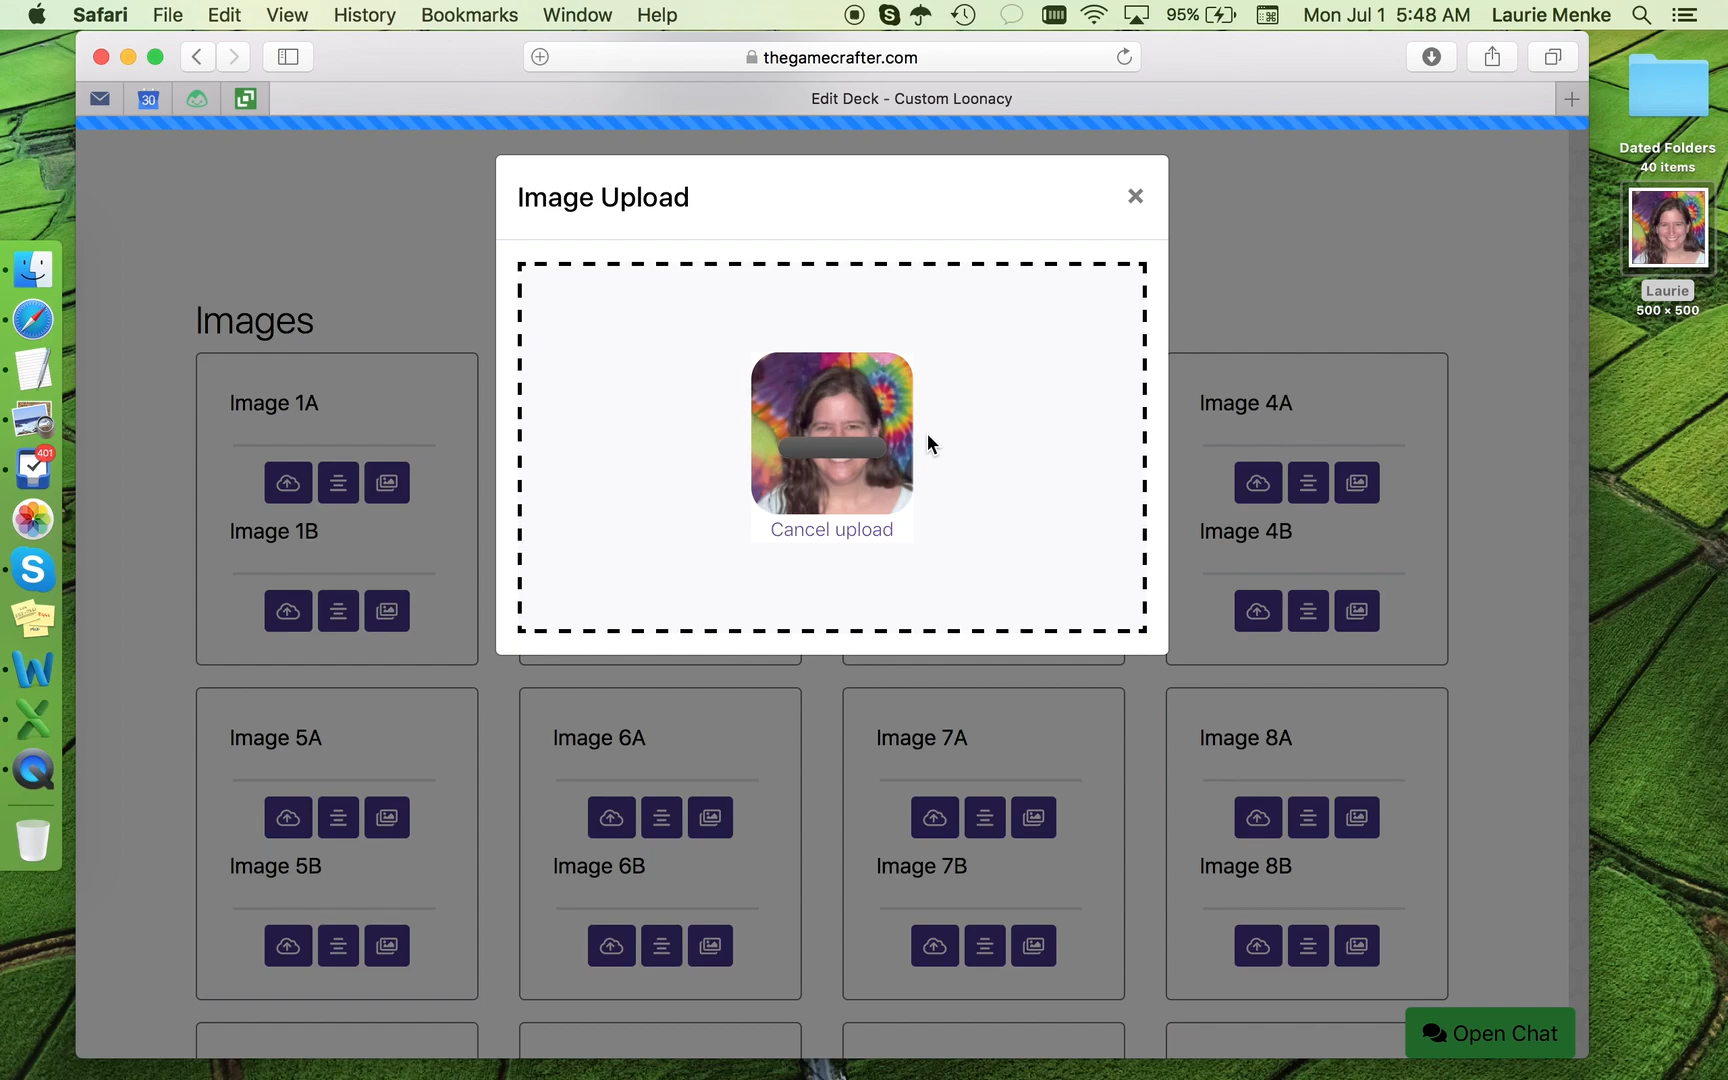 Safari File Edit View History Bookmarks Window Help 95% Mon Jul 1 5:48 AM Laurie Menke
thegamecrafter.com
30 Edit Deck - Custom Loonacy
Dated Folders
40 items
Image Upload
×
Laurie
500 × 500
Images
Image 1A
Image 4A
401
Cancel upload
Image 1B
Image 4B
Image 5A Image 6A Image 7A Image 8A
Image 5B Image 6B Image 7B Image 8B
Open Chat